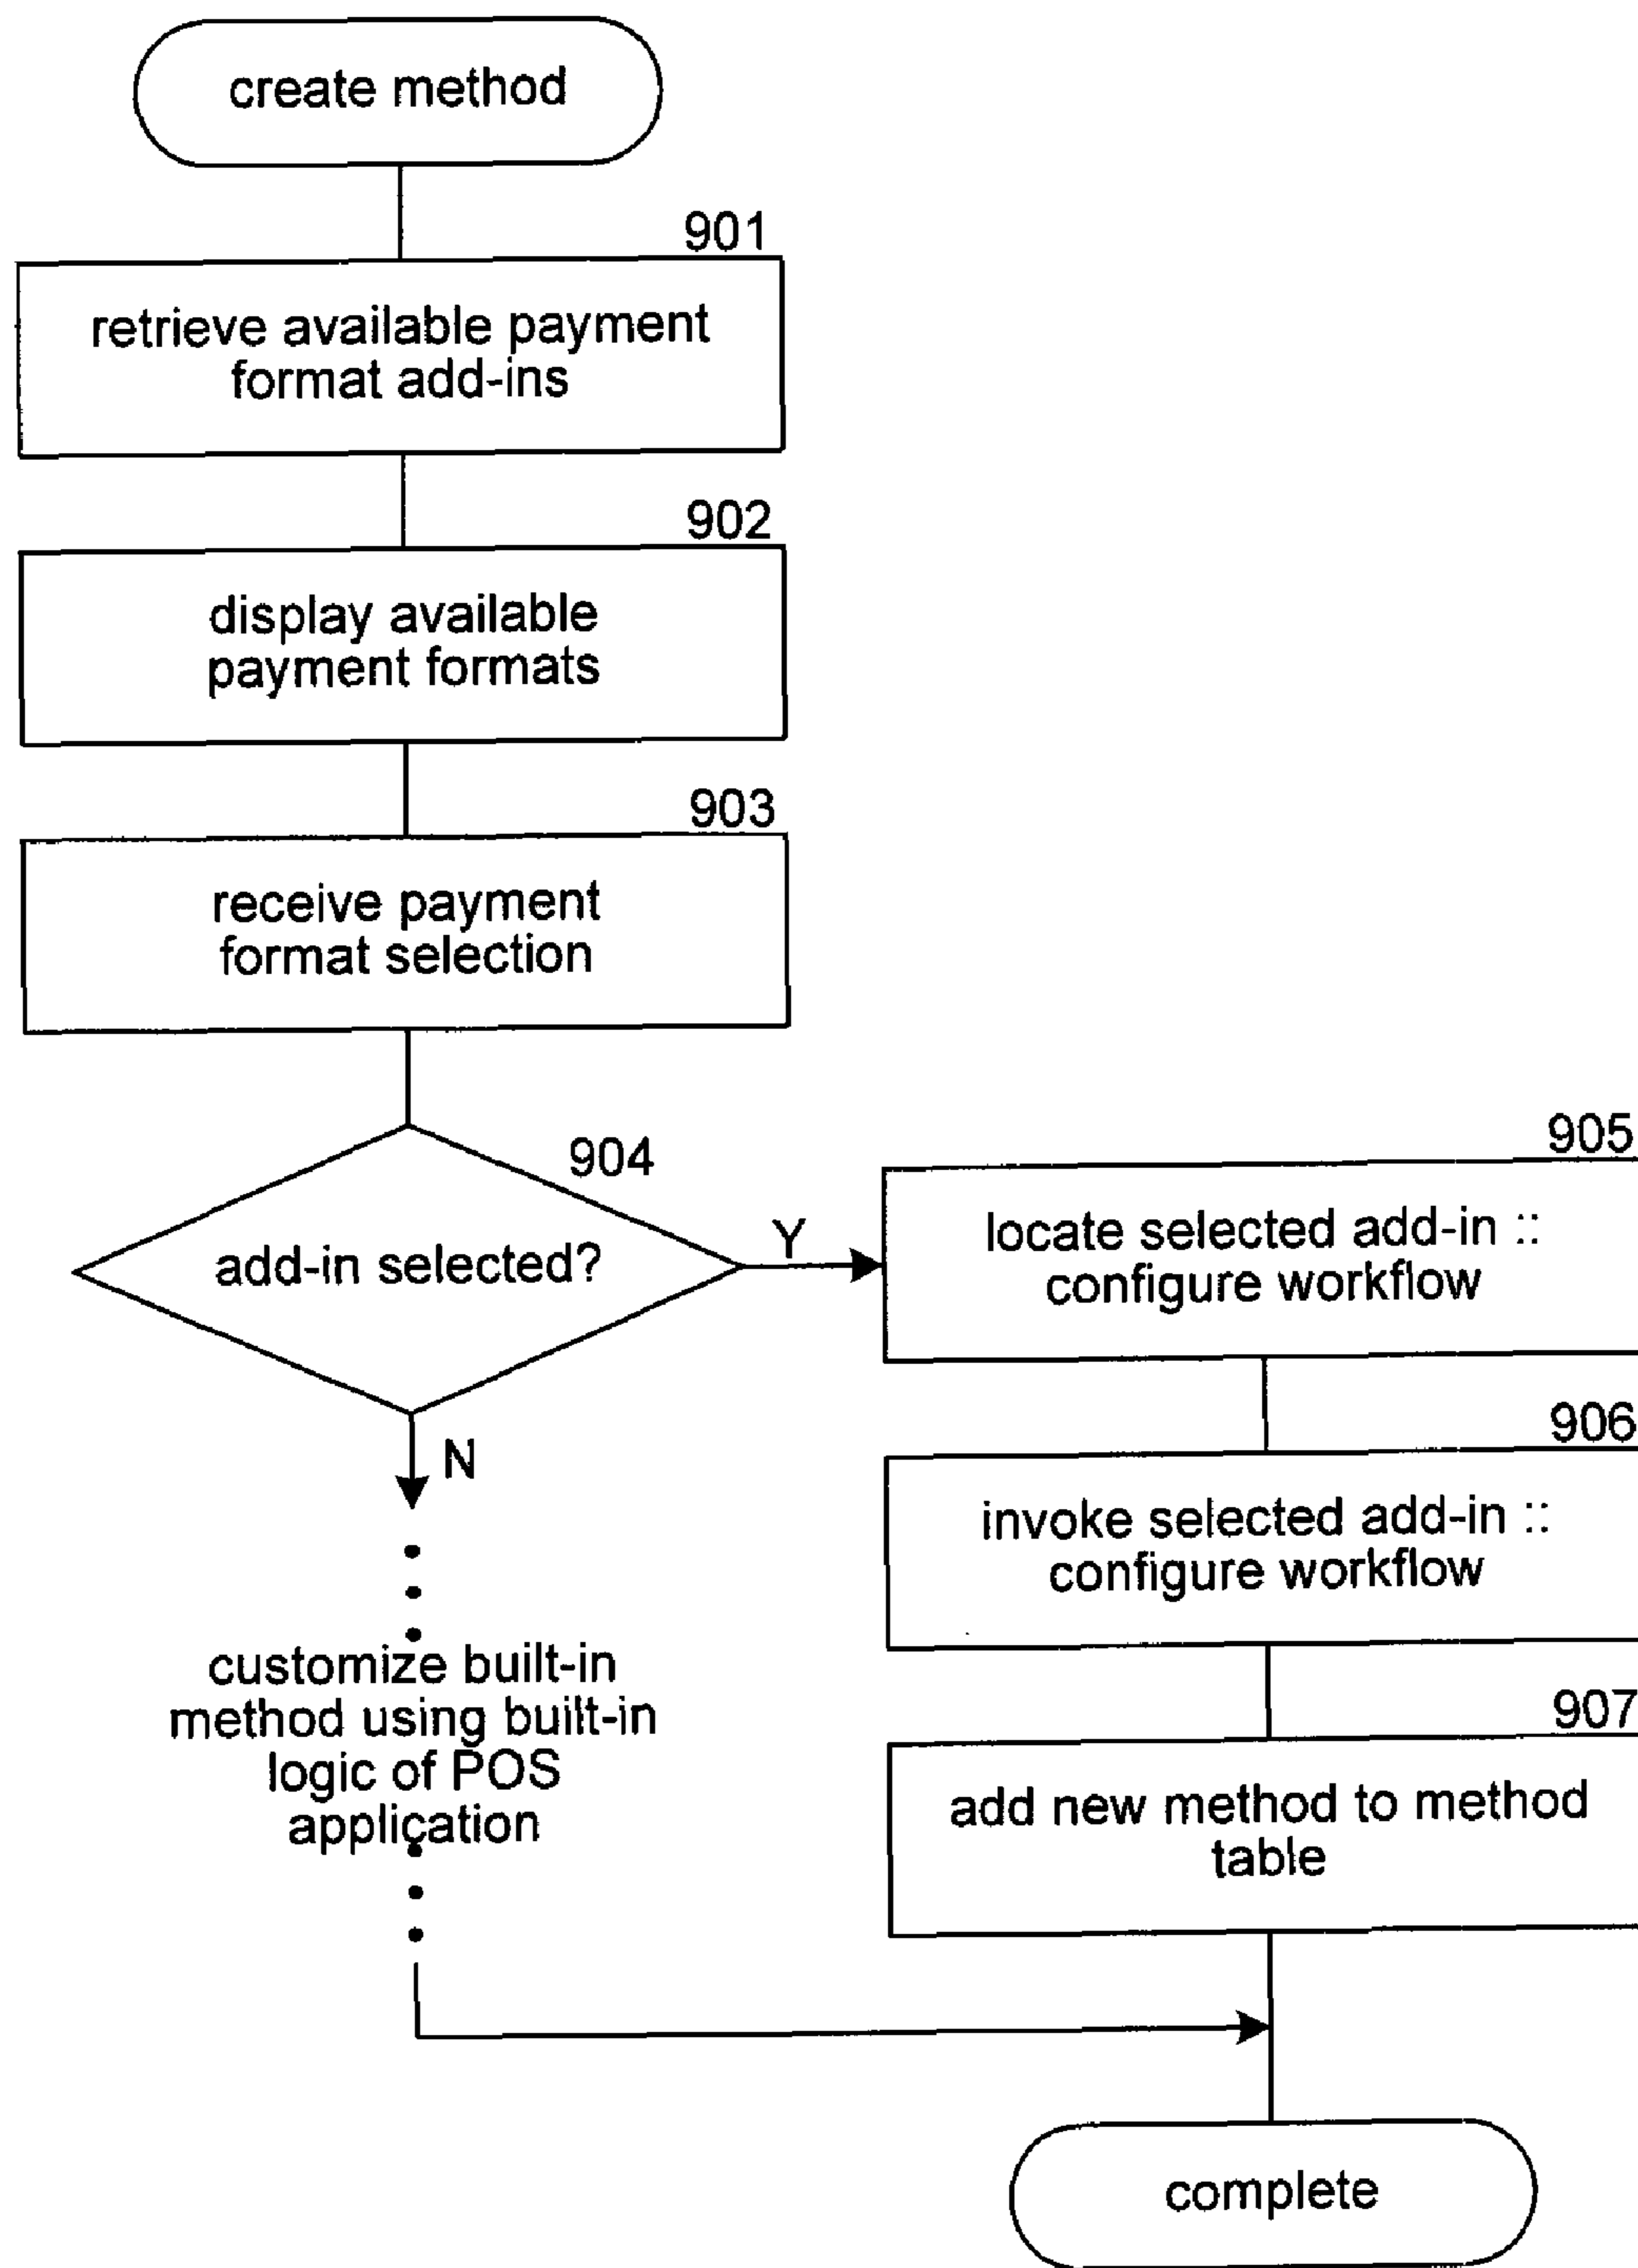 create method
901
retrieve available payment
format add-ins
902
display available
payment formats
903
receive payment
format selection
904
add-in selected?
Y
N
customize built-in
method using built-in
logic of POS
application
905
locate selected add-in ::
configure workflow
906
invoke selected add-in ::
configure workflow
907
add new method to method
table
complete